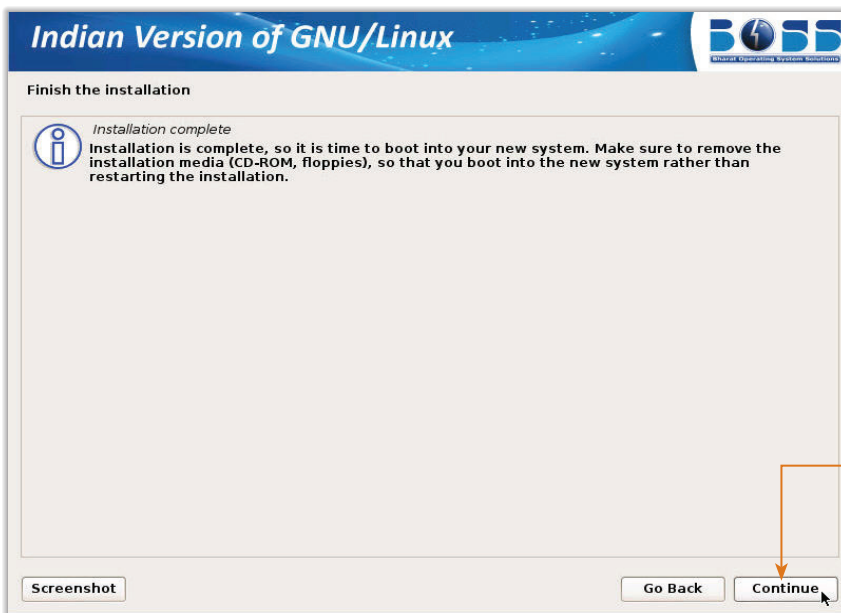 Indian Version of GNU/Linux
BOSS
Bharat Operating System Solutions
Finish the installation
Installation complete
Installation is complete, so it is time to boot into your new system. Make sure to remove the
installation media (CD-ROM, floppies), so that you boot into the new system rather than
restarting the installation.
Screenshot
Go Back
Continue